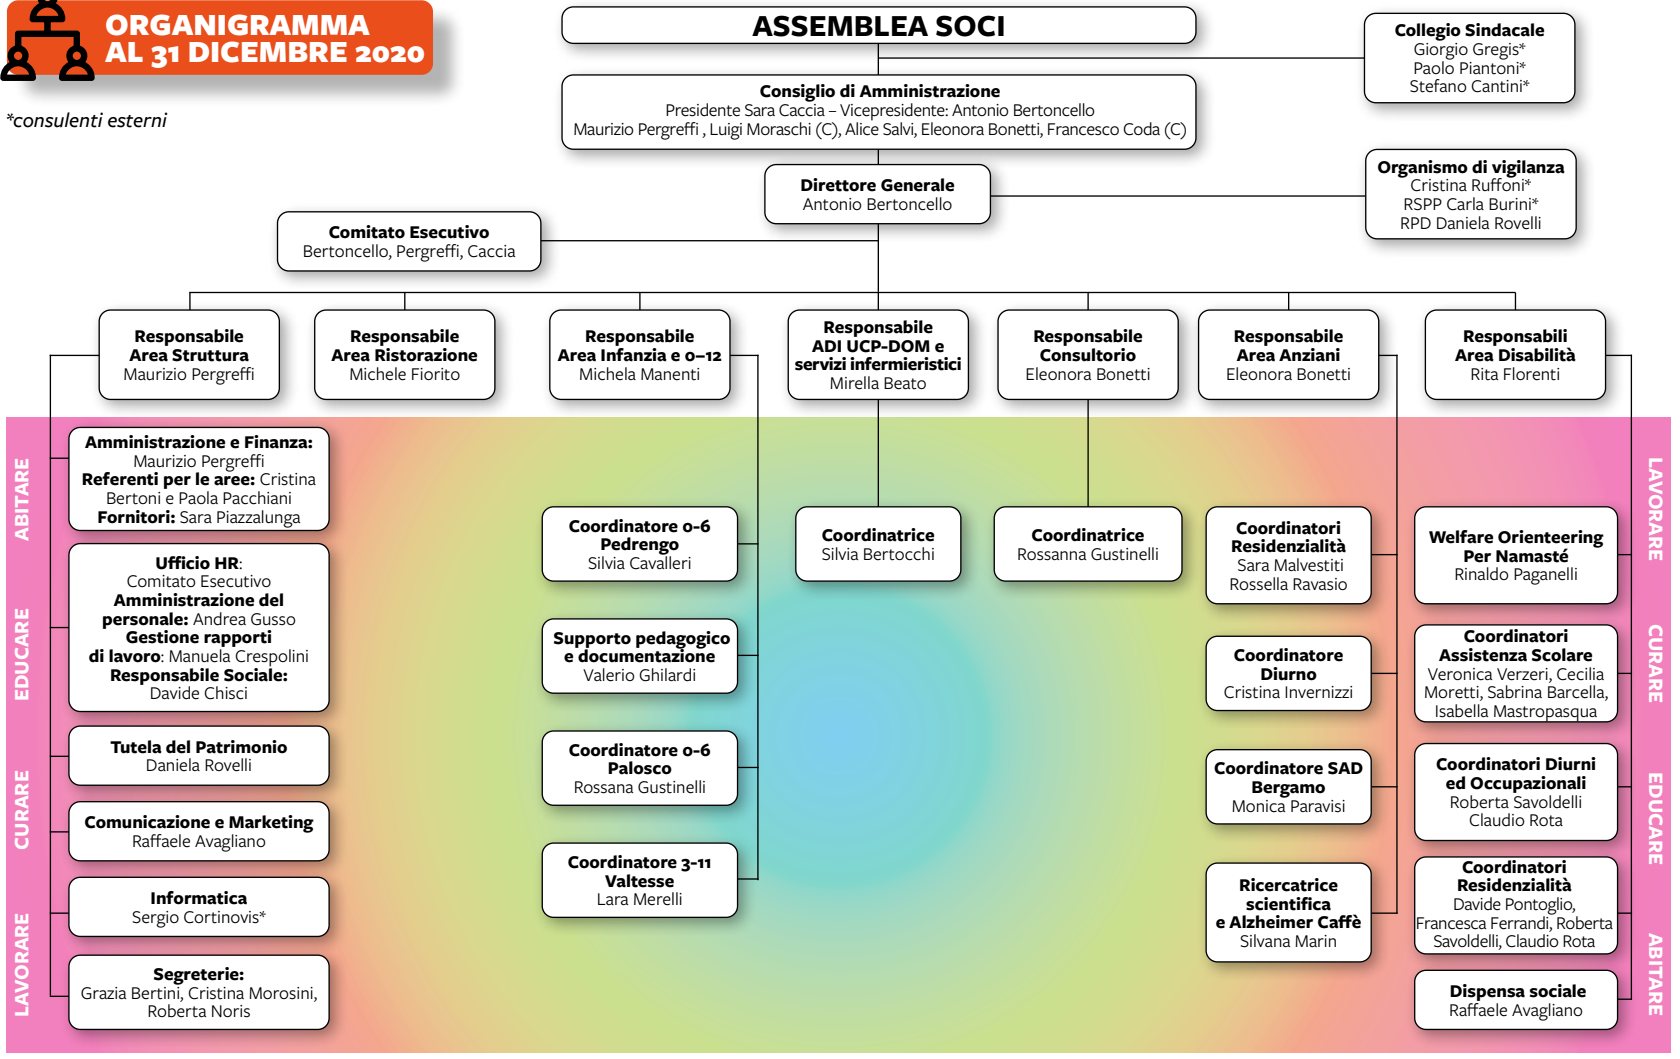 ORGANIGRAMMA
AL 31 DICEMBRE 2020
*consulenti esterni
ASSEMBLEA SOCI
Collegio Sindacale
Giorgio Gregis*
Paolo Piantoni*
Stefano Cantini*
Consiglio di Amministrazione
Presidente Sara Caccia – Vicepresidente: Antonio Bertoncello
Maurizio Pergreffi , Luigi Moraschi (C), Alice Salvi, Eleonora Bonetti, Francesco Coda (C)
Direttore Generale
Antonio Bertoncello
Organismo di vigilanza
Cristina Ruffoni*
RSPP Carla Burini*
RPD Daniela Rovelli
Comitato Esecutivo
Bertoncello, Pergreffi, Caccia
Responsabile
Area Struttura
Maurizio Pergreffi
Responsabile
Area Ristorazione
Michele Fiorito
Responsabile
Area Infanzia e 0–12
Michela Manenti
Responsabile
ADI UCP-DOM e
servizi infermieristici
Mirella Beato
Responsabile
Consultorio
Eleonora Bonetti
Responsabile
Area Anziani
Eleonora Bonetti
Responsabili
Area Disabilità
Rita Florenti
ABITARE
EDUCARE
CURARE
LAVORARE
Amministrazione e Finanza:
Maurizio Pergreffi
Referenti per le aree: Cristina
Bertoni e Paola Pacchiani
Fornitori: Sara Piazzalunga
Ufficio HR:
Comitato Esecutivo
Amministrazione del
personale: Andrea Gusso
Gestione rapporti
di lavoro: Manuela Crespolini
Responsabile Sociale:
Davide Chisci
Tutela del Patrimonio
Daniela Rovelli
Comunicazione e Marketing
Raffaele Avagliano
Informatica
Sergio Cortinovis*
Segreterie:
Grazia Bertini, Cristina Morosini,
Roberta Noris
Coordinatore 0-6
Pedrengo
Silvia Cavalleri
Supporto pedagogico
e documentazione
Valerio Ghilardi
Coordinatore 0-6
Palosco
Rossana Gustinelli
Coordinatore 3-11
Valtesse
Lara Merelli
Coordinatrice
Silvia Bertocchi
Coordinatrice
Rossanna Gustinelli
Coordinatori
Residenzialità
Sara Malvestiti
Rossella Ravasio
Coordinatore
Diurno
Cristina Invernizzi
Coordinatore SAD
Bergamo
Monica Paravisi
Ricercatrice
scientifica
e Alzheimer Caffè
Silvana Marin
Welfare Orienteering
Per Namasté
Rinaldo Paganelli
Coordinatori
Assistenza Scolare
Veronica Verzeri, Cecilia
Moretti, Sabrina Barcella,
Isabella Mastropasqua
Coordinatori Diurni
ed Occupazionali
Roberta Savoldelli
Claudio Rota
Coordinatori
Residenzialità
Davide Pontoglio,
Francesca Ferrandi, Roberta
Savoldelli, Claudio Rota
Dispensa sociale
Raffaele Avagliano
LAVORARE
CURARE
EDUCARE
ABITARE